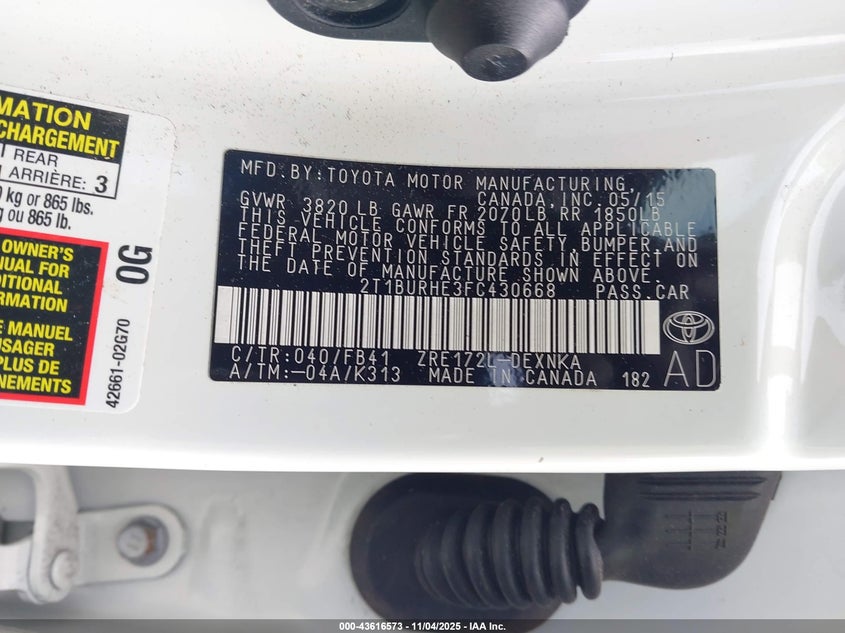 MATION
CHARGEMENT
REAR
ARRIÈRE: 3
kg or 865 lbs.
ou 865 lb.
OWNER'S
NUAL FOR
DITIONAL
ORMATION
E MANUEL
USAGER
PLUS DE
NEMENTS
0G
42661-02G70
MFD.BY:TOYOTA MOTOR MANUFACTURING,
CANADA,INC. 05/15
GVWR 3820LB GAWR FR 2070LB RR 1850LB
THIS VEHICLE CONFORMS TO ALL APPLICABLE
FEDERAL MOTOR VEHICLE SAFETY,BUMPER,AND
THEFT PREVENTION STANDARDS IN EFFECT ON
THE DATE OF MANUFACTURE SHOWN ABOVE.
2T1BURHE3FC430668 PASS.CAR
C/TR:040/FB41 ZRE172L-DEXNKA
A/TM:-04A/K313 MADE IN CANADA 182 AD
000-43616573 — 11/04/2025 — IAA Inc.